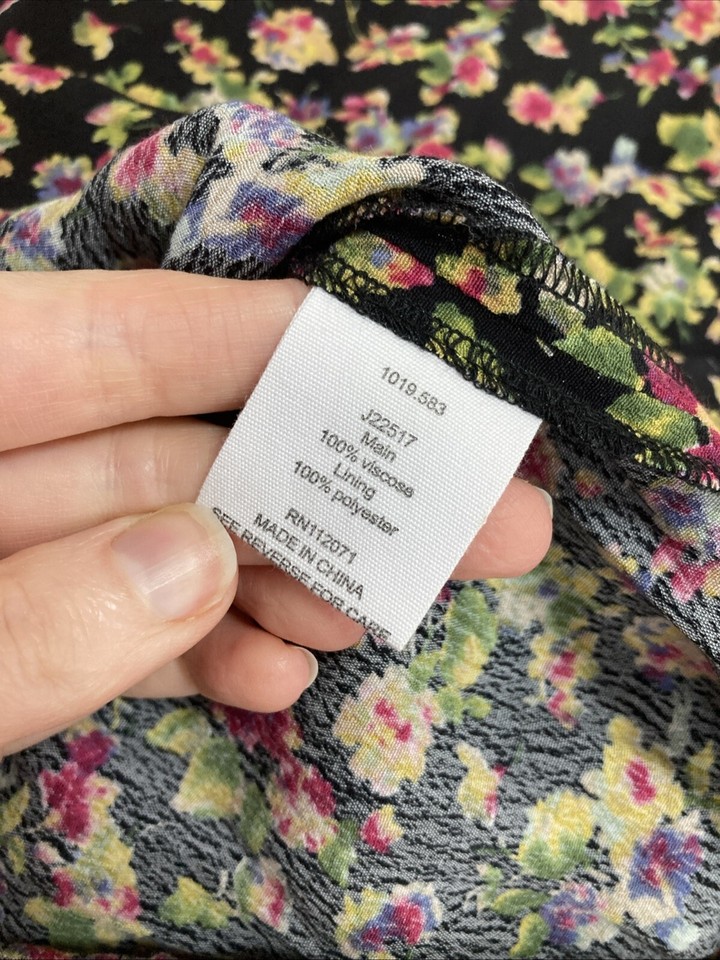 1019.583
J22517
Main
100% viscose
Lining
100% polyester
RN112071
MADE IN CHINA
SEE REVERSE FOR CARE